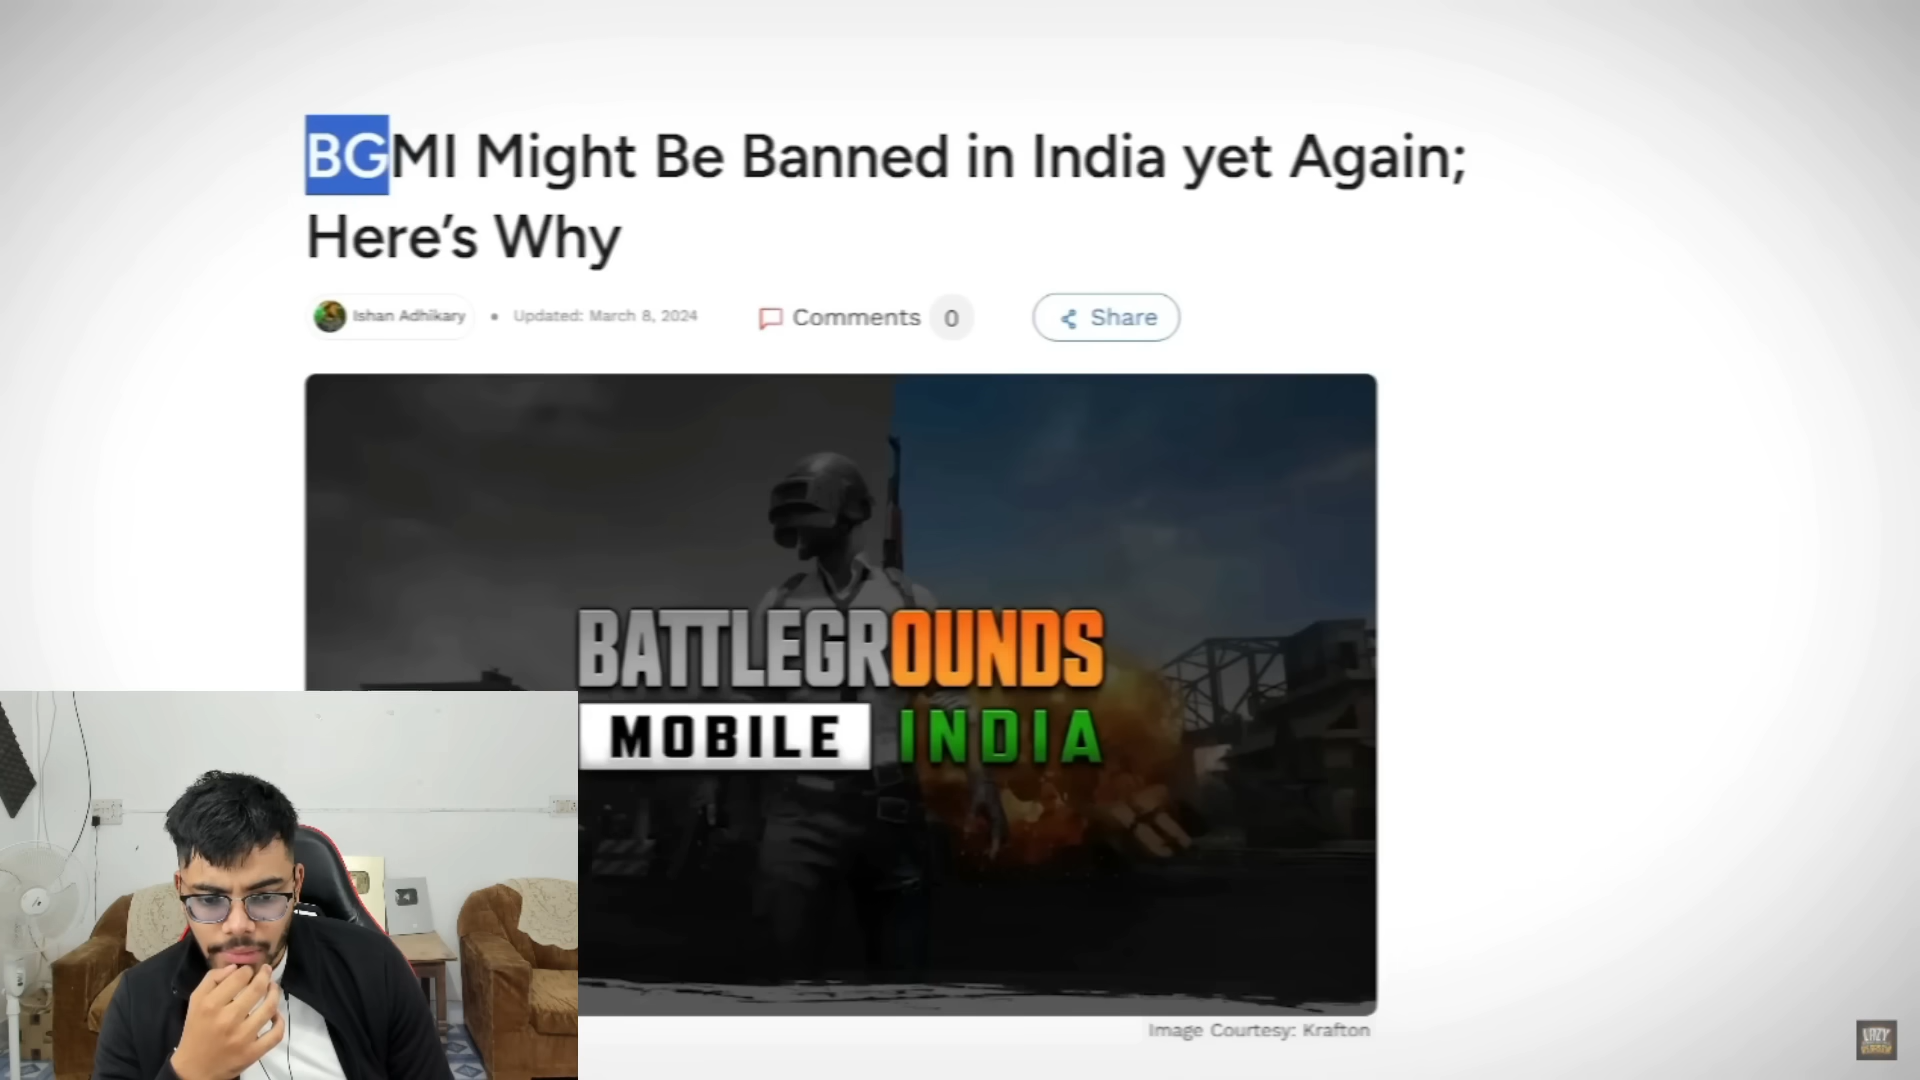 BGMI Might Be Banned in India yet Again;
Here’s Why
Ishan Adhikary • Updated: March 8, 2024 Comments 0 Share
BATTLEGROUNDS
MOBILE INDIA
Image Courtesy: Krafton
LAZY